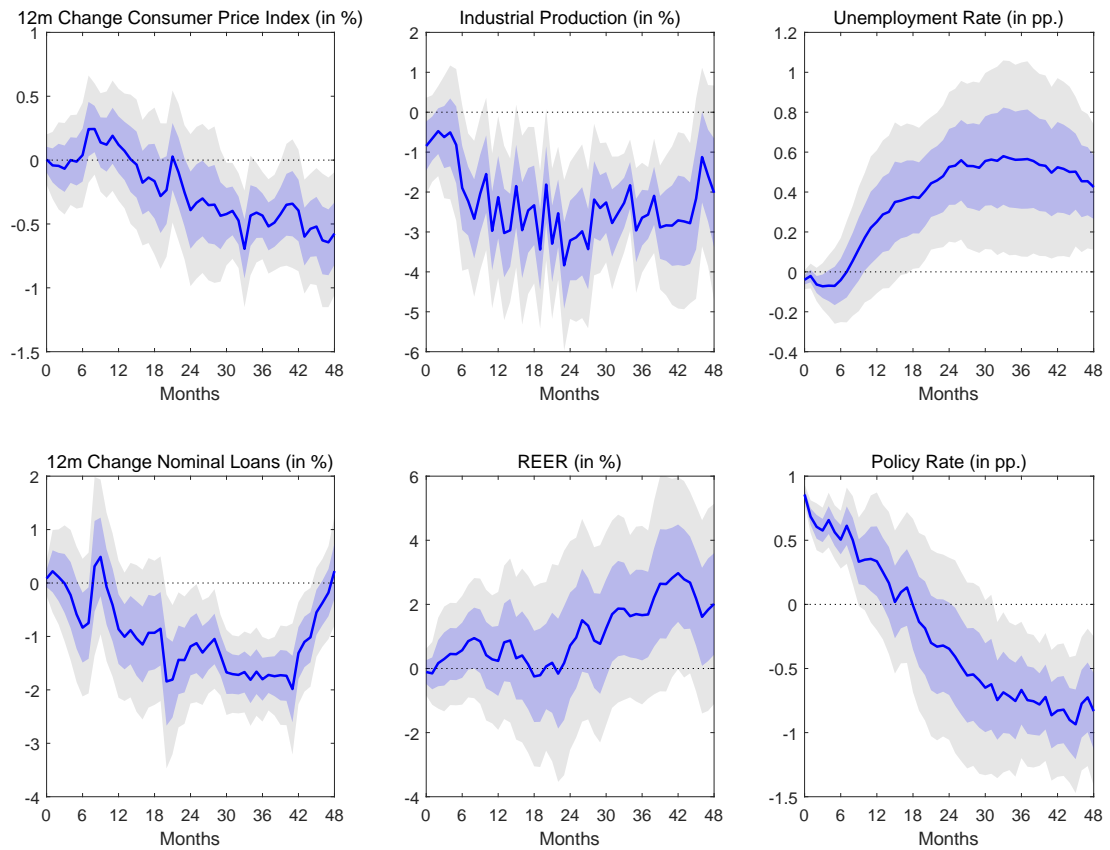 12m Change Consumer Price Index (in %)
1
0.5
0
-0.5
-1
-1.5
0 6 12 18 24 30 36 42 48
Months
Industrial Production (in %)
2
1
0
-1
-2
-3
-4
-5
-6
0 6 12 18 24 30 36 42 48
Months
Unemployment Rate (in pp.)
1.2
1
0.8
0.6
0.4
0.2
0
-0.2
-0.4
0 6 12 18 24 30 36 42 48
Months
12m Change Nominal Loans (in %)
2
1
0
-1
-2
-3
-4
0 6 12 18 24 30 36 42 48
Months
REER (in %)
6
4
2
0
-2
-4
0 6 12 18 24 30 36 42 48
Months
Policy Rate (in pp.)
1
0.5
0
-0.5
-1
-1.5
0 6 12 18 24 30 36 42 48
Months